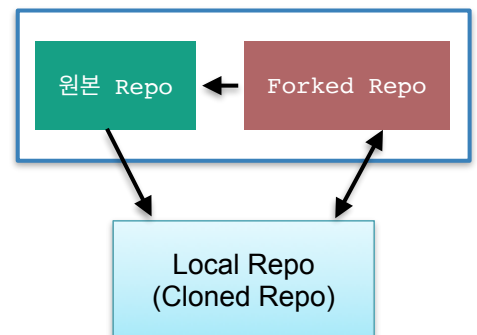 원본 Repo
Forked Repo
Local Repo
(Cloned Repo)